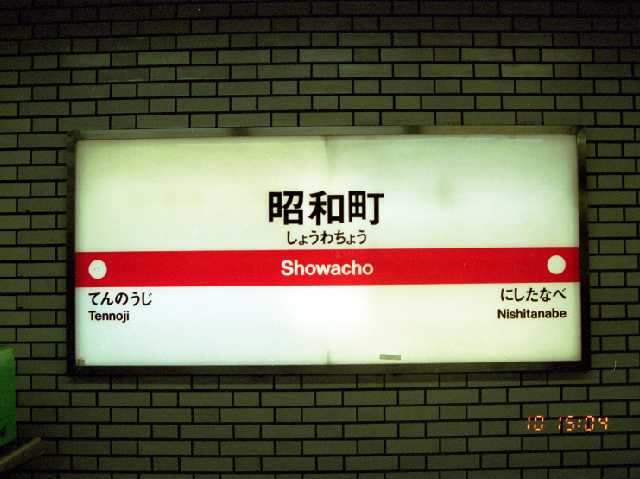 昭和町
しょうわちょう
Showacho
てんのうじ
Tennoji
にしたなべ
Nishitanabe
10 15:04